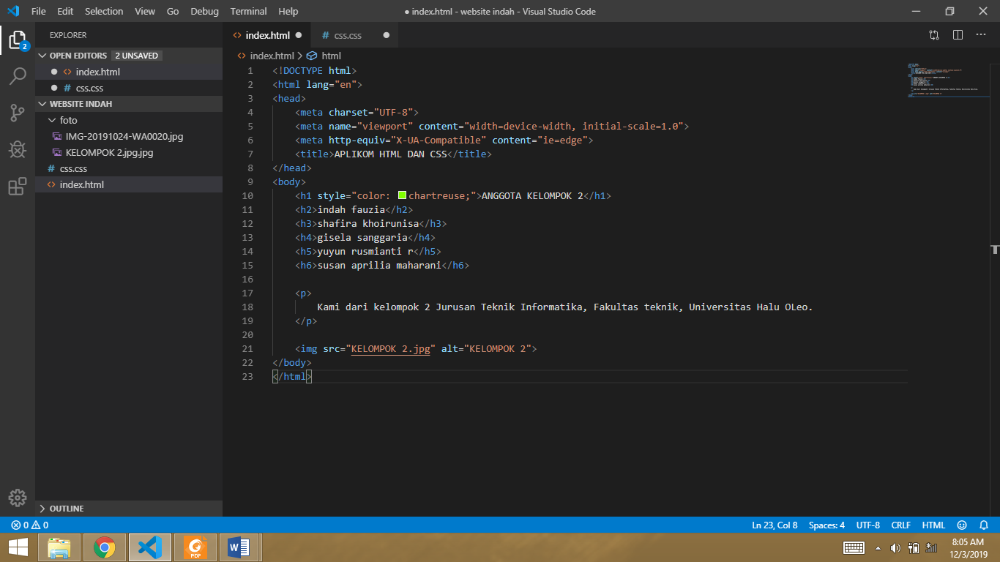 File Edit Selection View Go Debug Terminal Help
● index.html - website indah - Visual Studio Code
EXPLORER
OPEN EDITORS 2 UNSAVED
index.html
css.css
WEBSITE INDAH
foto
IMG-20191024-WA0020.jpg
KELOMPOK 2.jpg.jpg
css.css
index.html
OUTLINE
2
index.html
css.css
index.html > html
1 <!DOCTYPE html>
2 <html lang="en">
3 <head>
4 <meta charset="UTF-8">
5 <meta name="viewport" content="width=device-width, initial-scale=1.0">
6 <meta http-equiv="X-UA-Compatible" content="ie=edge">
7 <title>APLIKOM HTML DAN CSS</title>
8 </head>
9 <body>
10 <h1 style="color: chartreuse;">ANGGOTA KELOMPOK 2</h1>
11 <h2>indah fauzia</h2>
12 <h3>shafira khoirunisa</h3>
13 <h4>gisela sanggaria</h4>
14 <h5>yuyun rusmianti r</h5>
15 <h6>susan aprilia maharani</h6>
16
17 <p>
18 Kami dari kelompok 2 Jurusan Teknik Informatika, Fakultas teknik, Universitas Halu OLeo.
19 </p>
20
21 <img src="KELOMPOK 2.jpg" alt="KELOMPOK 2">
22 </body>
23 </html>
0 0
Ln 23, Col 8 Spaces: 4 UTF-8 CRLF HTML
PDF
8:05 AM
12/3/2019